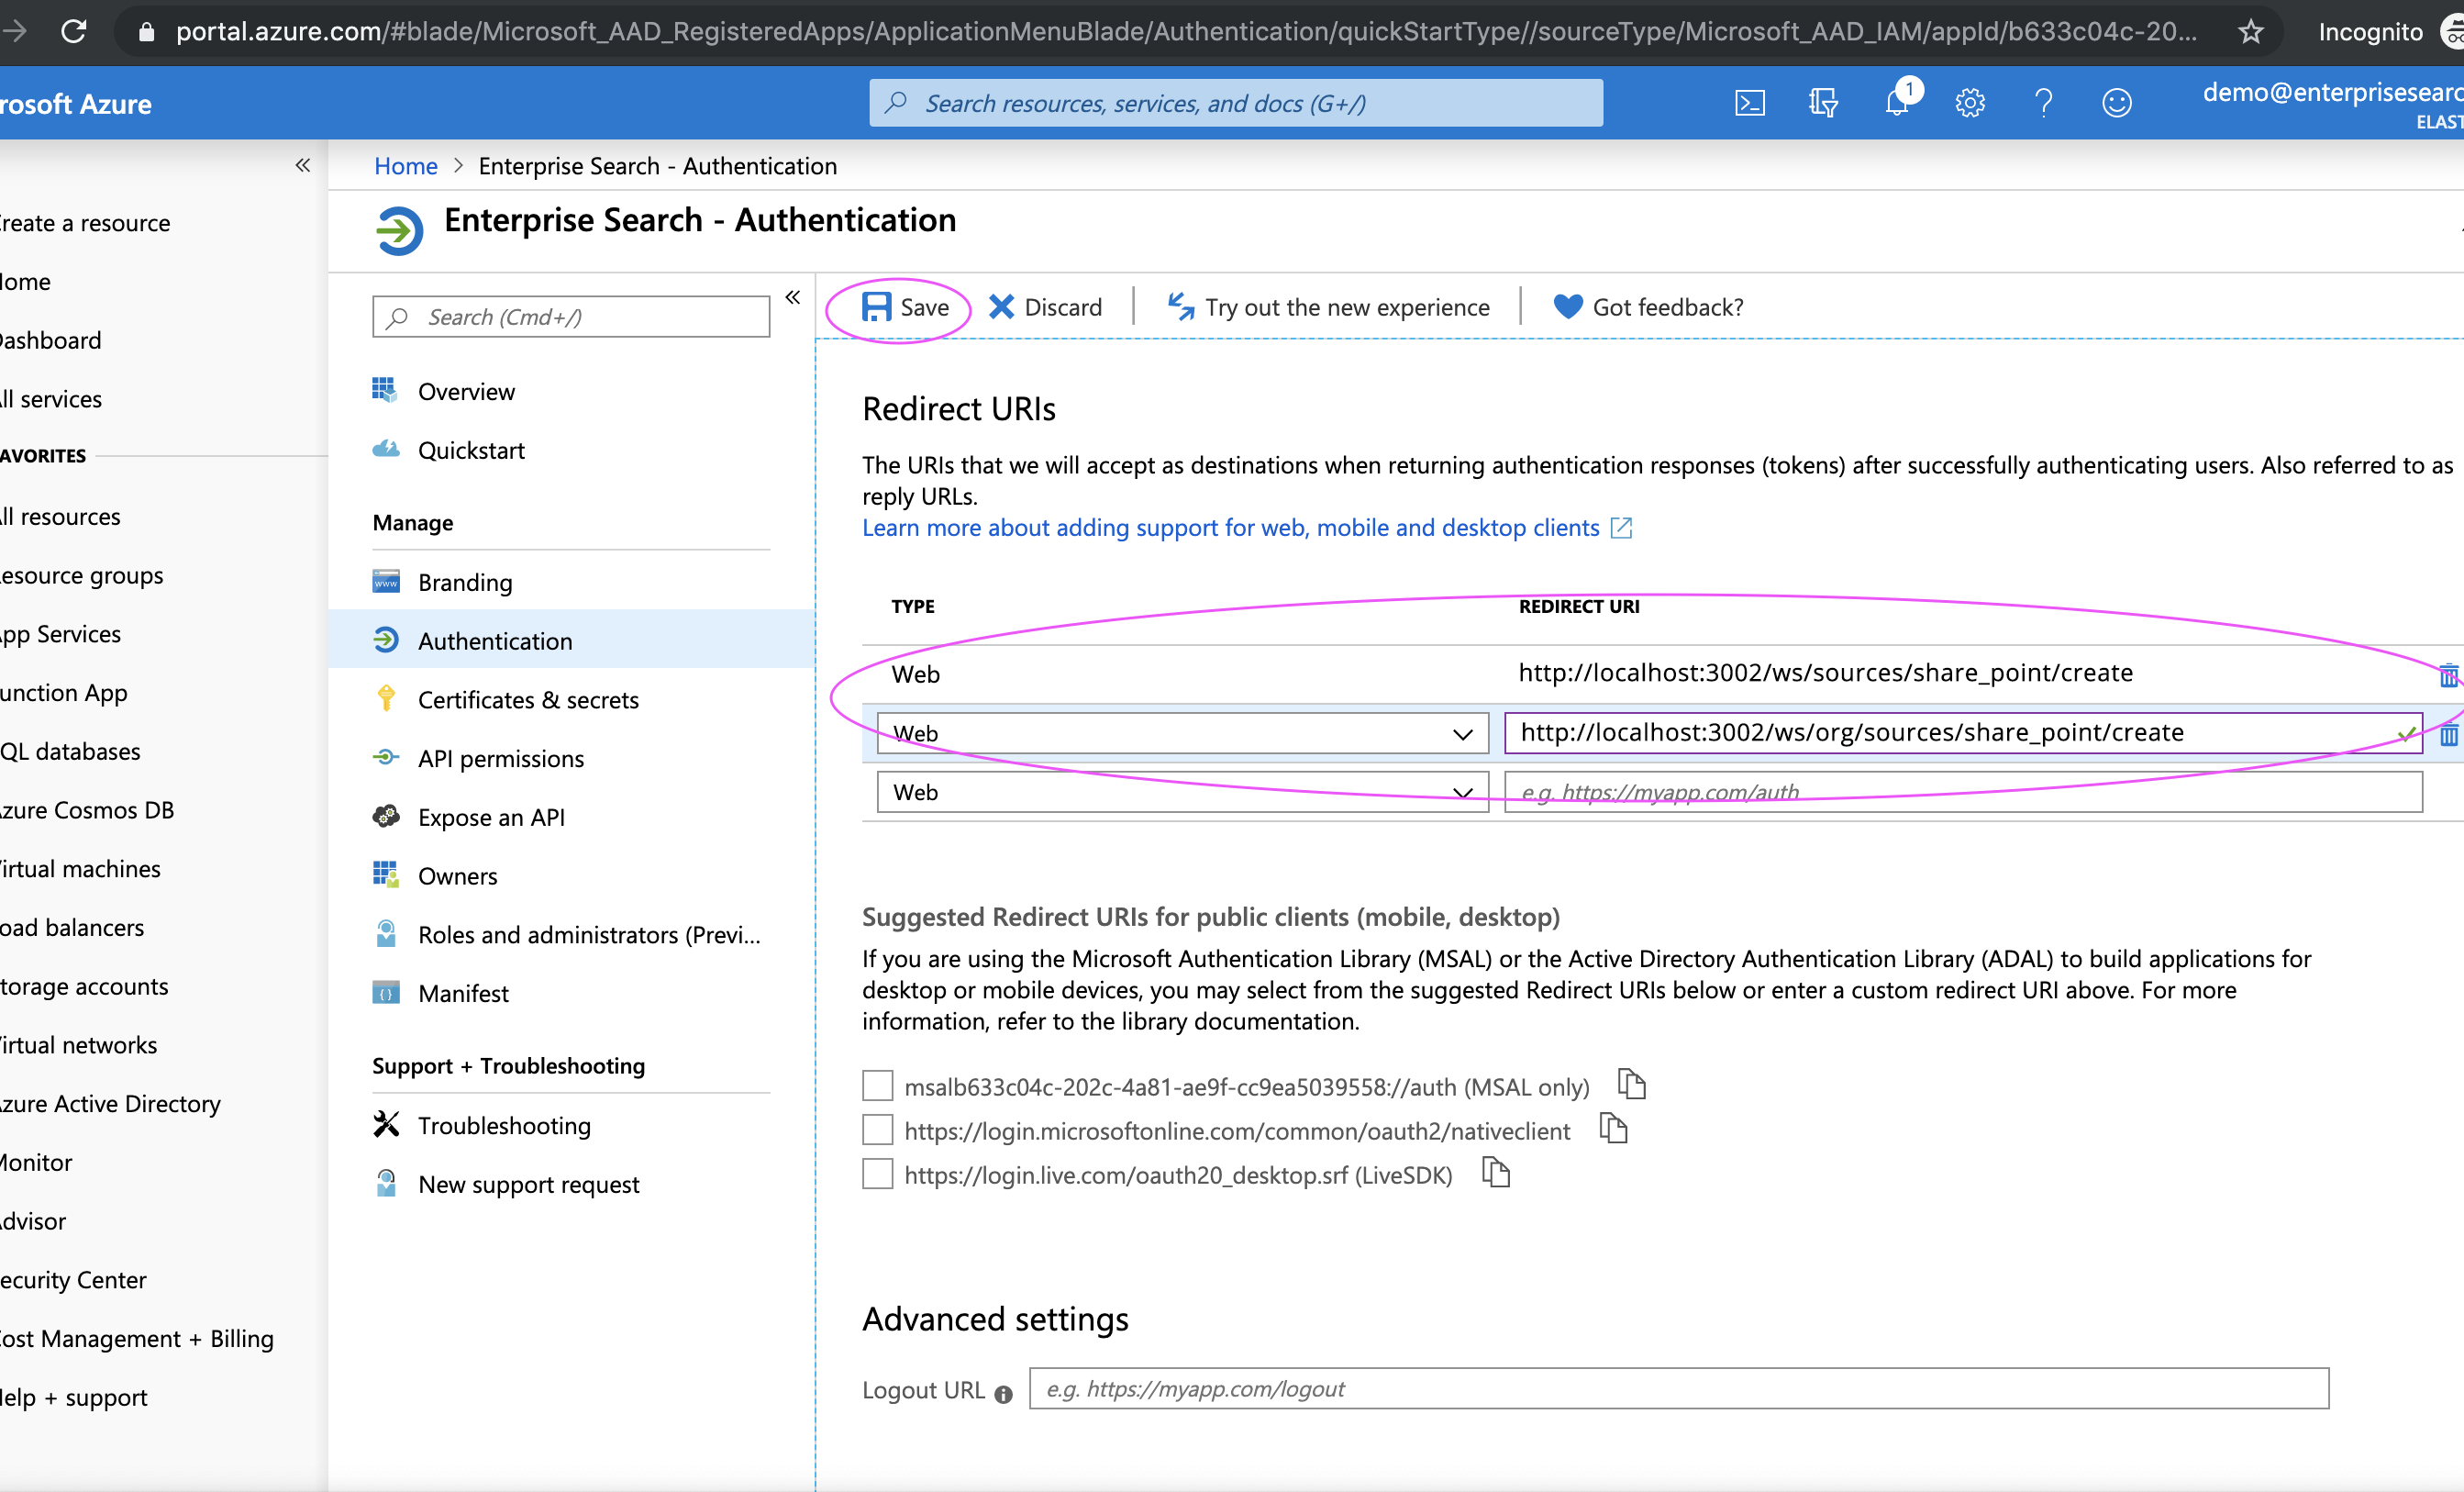 portal.azure.com/#blade/Microsoft_AAD_RegisteredApps/ApplicationMenuBlade/Authentication/quickStartType//sourceType/Microsoft_AAD_IAM/appId/b633c04c-20...
Incognito
rosoft Azure
Search resources, services, and docs (G+/)
1
demo@enterprisesearc
ELAST
Home > Enterprise Search - Authentication
Enterprise Search - Authentication
reate a resource
ome
ashboard
ll services
AVORITES
ll resources
esource groups
pp Services
unction App
QL databases
zure Cosmos DB
irtual machines
oad balancers
torage accounts
irtual networks
zure Active Directory
Monitor
dvisor
ecurity Center
ost Management + Billing
elp + support
Search (Cmd+/)
Overview
Quickstart
Manage
Branding
Authentication
Certificates & secrets
API permissions
Expose an API
Owners
Roles and administrators (Previ...
Manifest
Support + Troubleshooting
Troubleshooting
New support request
Save
Discard
Try out the new experience
Got feedback?
Redirect URIs
The URIs that we will accept as destinations when returning authentication responses (tokens) after successfully authenticating users. Also referred to as
reply URLs.
Learn more about adding support for web, mobile and desktop clients
TYPE
REDIRECT URI
Web
http://localhost:3002/ws/sources/share_point/create
Web
http://localhost:3002/ws/org/sources/share_point/create
Web
e.g. https://myapp.com/auth
Suggested Redirect URIs for public clients (mobile, desktop)
If you are using the Microsoft Authentication Library (MSAL) or the Active Directory Authentication Library (ADAL) to build applications for
desktop or mobile devices, you may select from the suggested Redirect URIs below or enter a custom redirect URI above. For more
information, refer to the library documentation.
msalb633c04c-202c-4a81-ae9f-cc9ea5039558://auth (MSAL only)
https://login.microsoftonline.com/common/oauth2/nativeclient
https://login.live.com/oauth20_desktop.srf (LiveSDK)
Advanced settings
Logout URL
e.g. https://myapp.com/logout